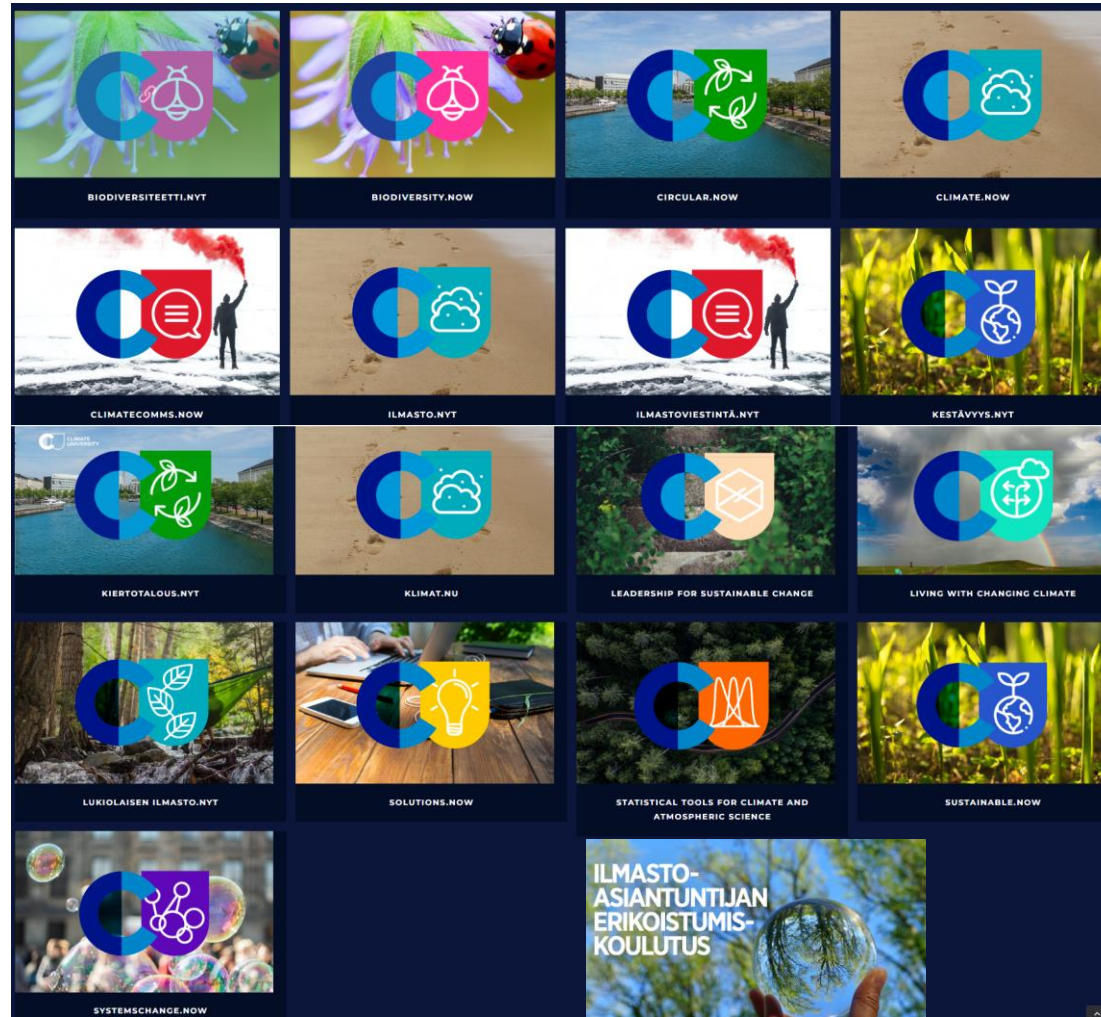 BIODIVERSITEETTI.NYT
BIODIVERSITY.NOW
CIRCULAR.NOW
CLIMATE.NOW
CLIMATECOMMS.NOW
ILMASTO.NYT
ILMASTOVIESTINTÄ.NYT
KESTÄVYYS.NYT
CLIMATE
UNIVERSITY
KIERTOTALOUS.NYT
KLIMAT.NU
LEADERSHIP FOR SUSTAINABLE CHANGE
LIVING WITH CHANGING CLIMATE
LUKIOLAISEN ILMASTO.NYT
SOLUTIONS.NOW
STATISTICAL TOOLS FOR CLIMATE AND
ATMOSPHERIC SCIENCE
SUSTAINABLE.NOW
SYSTEMSCHANGE.NOW
ILMASTO-
ASIANTUNTIJAN
ERIKOISTUMIS-
KOULUTUS